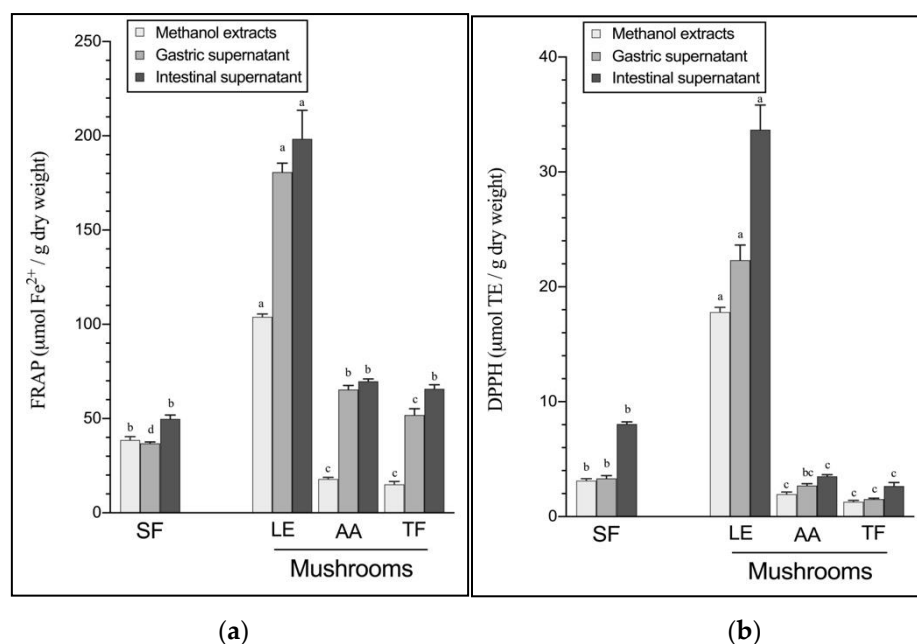 250
200
150
100
50
0
FRAP (µmol Fe²⁺ / g dry weight)
Methanol extracts
Gastric supernatant
Intestinal supernatant
b d b
a a a
c b b
c c b
SF LE AA TF
Mushrooms
(a)
40
30
20
10
0
DPPH (µmol TE / g dry weight)
Methanol extracts
Gastric supernatant
Intestinal supernatant
b b b
a a a
c bc c
c c c
SF LE AA TF
Mushrooms
(b)